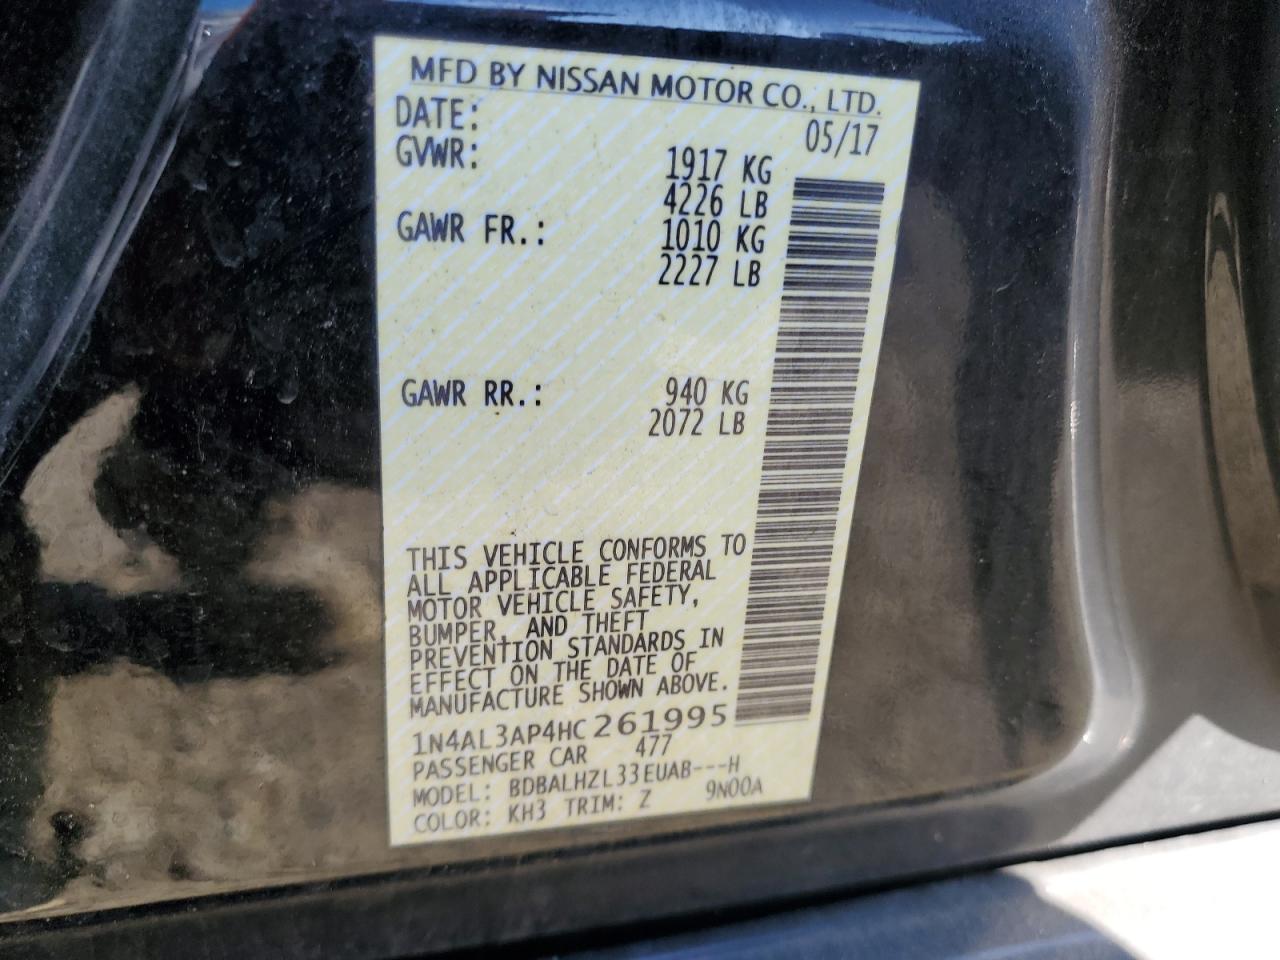 MFD BY NISSAN MOTOR CO., LTD.
DATE: 05/17
GVWR: 1917 KG
4226 LB
GAWR FR.: 1010 KG
2227 LB
GAWR RR.: 940 KG
2072 LB
THIS VEHICLE CONFORMS TO
ALL APPLICABLE FEDERAL
MOTOR VEHICLE SAFETY,
BUMPER, AND THEFT
PREVENTION STANDARDS IN
EFFECT ON THE DATE OF
MANUFACTURE SHOWN ABOVE.
1N4AL3AP4HC261995
PASSENGER CAR 477
MODEL: BDBALHZL33EUAB---H
COLOR: KH3 TRIM: Z 9N00A